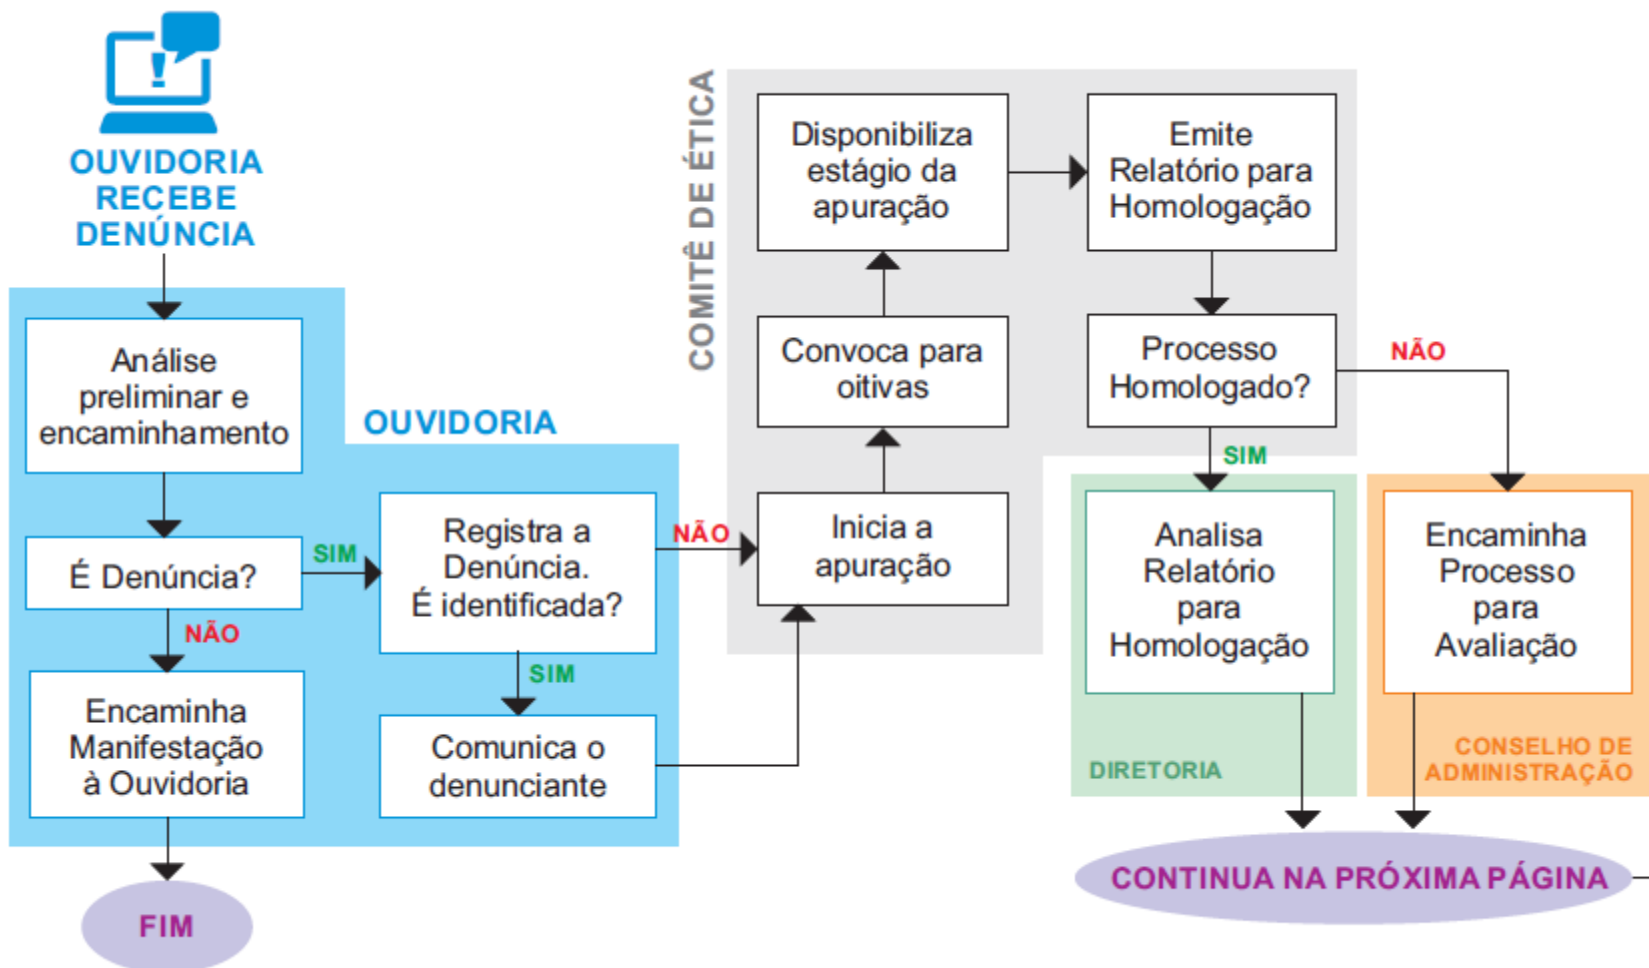 OUVIDORIA
RECEBE
DENÚNCIA
Análise
preliminar e
encaminhamento
OUVIDORIA
É Denúncia?
SIM
NÃO
Encaminha
Manifestação
à Ouvidoria
FIM
Registra a
Denúncia.
É identificada?
NÃO
SIM
Comunica o
denunciante
COMITÊ DE ÉTICA
Inicia a
apuração
Convoca para
oitivas
Disponibiliza
estágio da
apuração
Emite
Relatório para
Homologação
Processo
Homologado?
NÃO
SIM
Analisa
Relatório
para
Homologação
DIRETORIA
Encaminha
Processo
para
Avaliação
CONSELHO DE
ADMINISTRAÇÃO
CONTINUA NA PRÓXIMA PÁGINA